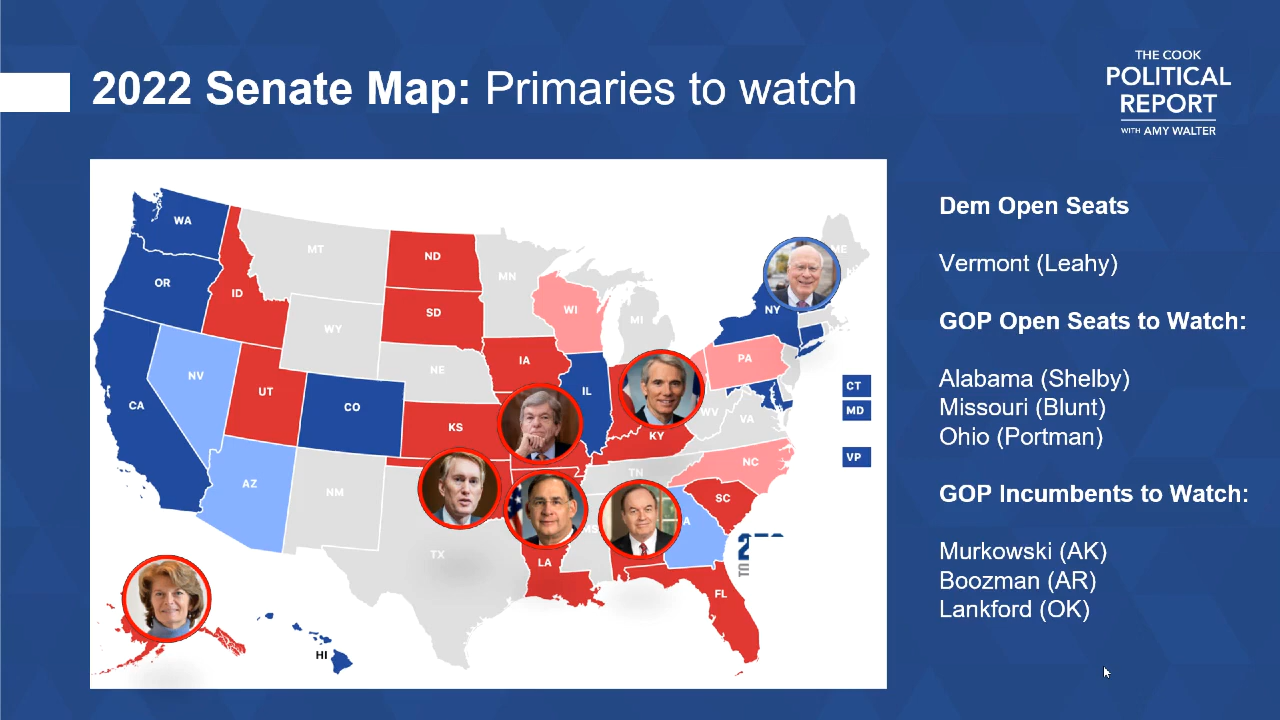 2022 Senate Map: Primaries to watch
THE COOK
POLITICAL
REPORT
WITH AMY WALTER
WA
MT
ND
MN
ME
OR
ID
SD
WI
MI
NY
WY
IA
PA
NV
NE
IL
UT
CO
CA
KS
KY
WV
VA
CT
MD
VP
AZ
NM
TN
NC
SC
TX
LA
FL
HI
TO
Dem Open Seats
Vermont (Leahy)
GOP Open Seats to Watch:
Alabama (Shelby)
Missouri (Blunt)
Ohio (Portman)
GOP Incumbents to Watch:
Murkowski (AK)
Boozman (AR)
Lankford (OK)